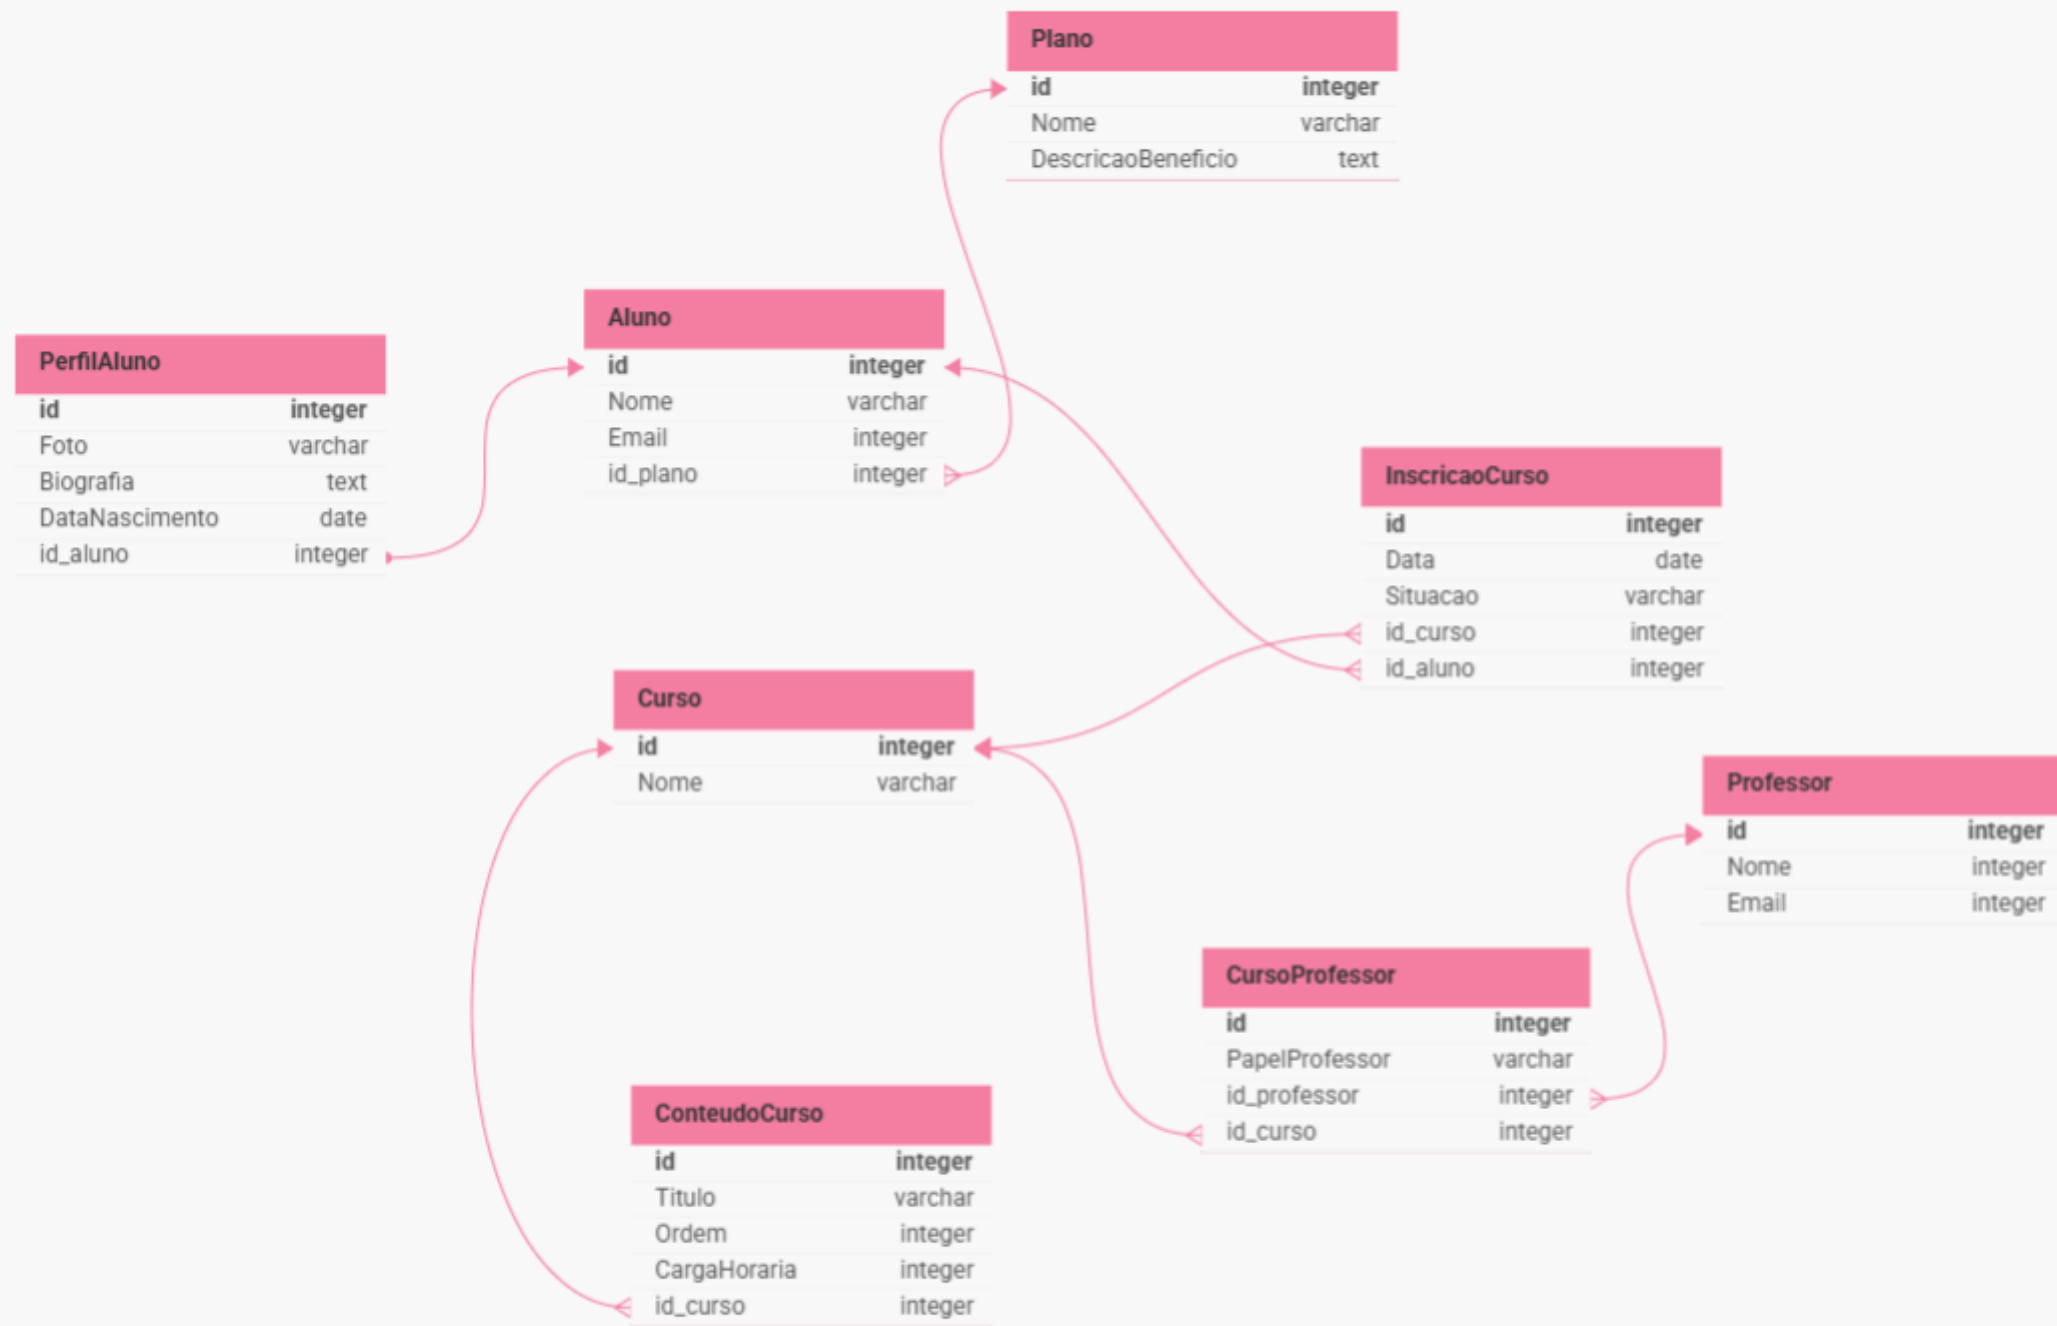 Plano
id integer
Nome varchar
DescricaoBeneficio text
Aluno
id integer
Nome varchar
Email integer
id_plano integer
PerfilAluno
id integer
Foto varchar
Biografia text
DataNascimento date
id_aluno integer
InscricaoCurso
id integer
Data date
Situacao varchar
id_curso integer
id_aluno integer
Curso
id integer
Nome varchar
Professor
id integer
Nome integer
Email integer
CursoProfessor
id integer
PapelProfessor varchar
id_professor integer
id_curso integer
ConteudoCurso
id integer
Titulo varchar
Ordem integer
CargaHoraria integer
id_curso integer